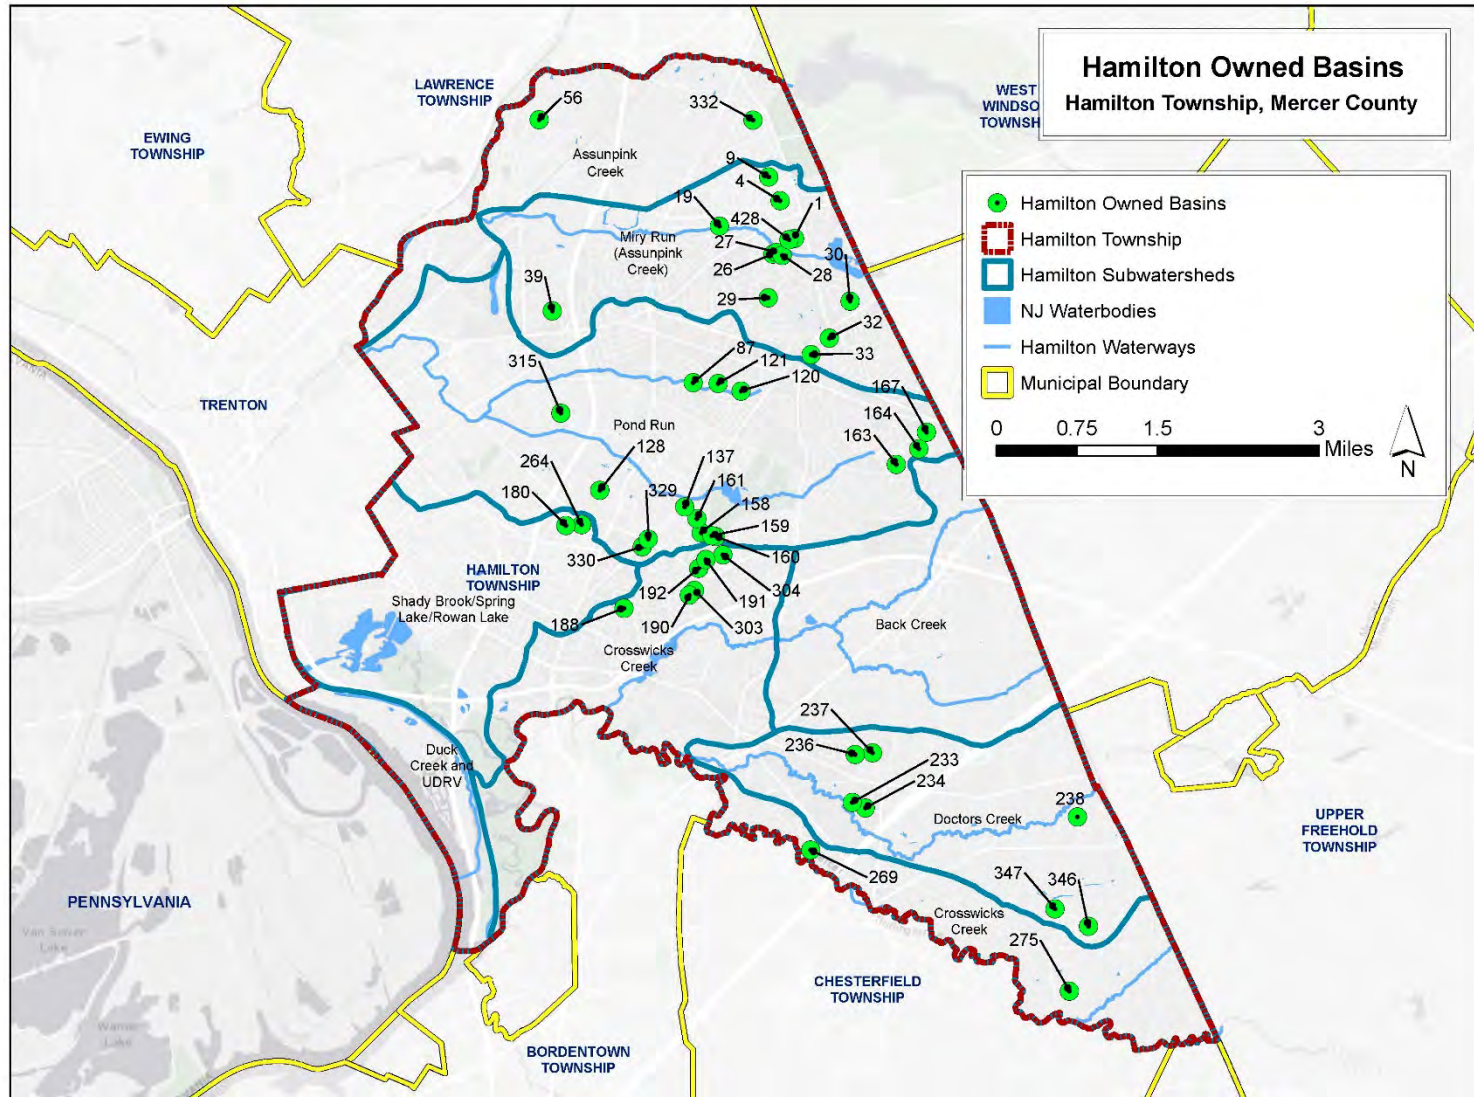 Hamilton Owned Basins
Hamilton Township, Mercer County
Hamilton Owned Basins
Hamilton Township
Hamilton Subwatersheds
NJ Waterbodies
Hamilton Waterways
Municipal Boundary
0 0.75 1.5 3
Miles
N
LAWRENCE
TOWNSHIP
WEST
WINDSO
TOWNSH
EWING
TOWNSHIP
TRENTON
HAMILTON
TOWNSHIP
PENNSYLVANIA
BORDENTOWN
TOWNSHIP
CHESTERFIELD
TOWNSHIP
UPPER
FREEHOLD
TOWNSHIP
Assunpink
Creek
Miry Run
(Assunpink
Creek)
Pond Run
Shady Brook/Spring
Lake/Rowan Lake
Crosswicks
Creek
Back Creek
Duck
Creek and
UDRV
Doctors Creek
Crosswicks
Creek
56
332
9
4
19
1
428
27
26
28
30
39
29
32
33
87
121
120
315
167
164
163
128
137
161
264
329
158
180
159
330
160
192
304
191
188
190
303
237
236
233
234
238
269
347
346
275